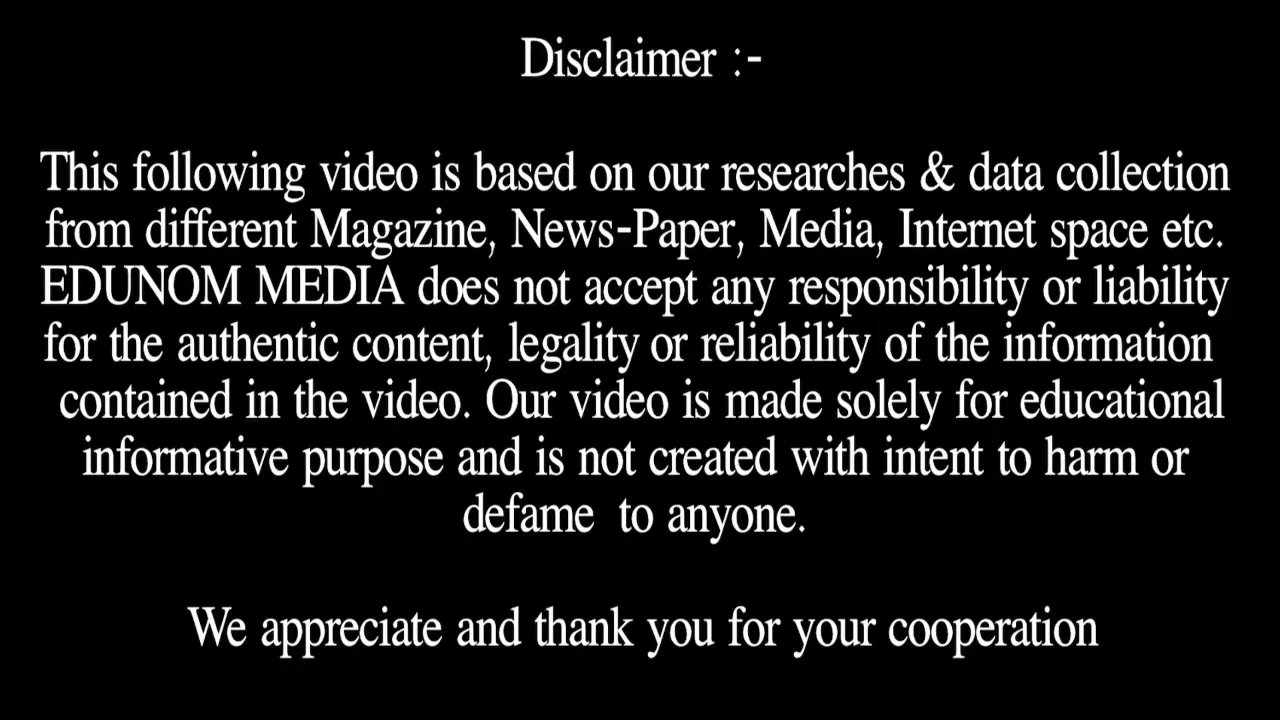 Disclaimer :-
This following video is based on our researches & data collection
from different Magazine, News-Paper, Media, Internet space etc.
EDUNOM MEDIA does not accept any responsibility or liability
for the authentic content, legality or reliability of the information
contained in the video. Our video is made solely for educational
informative purpose and is not created with intent to harm or
defame to anyone.
We appreciate and thank you for your cooperation